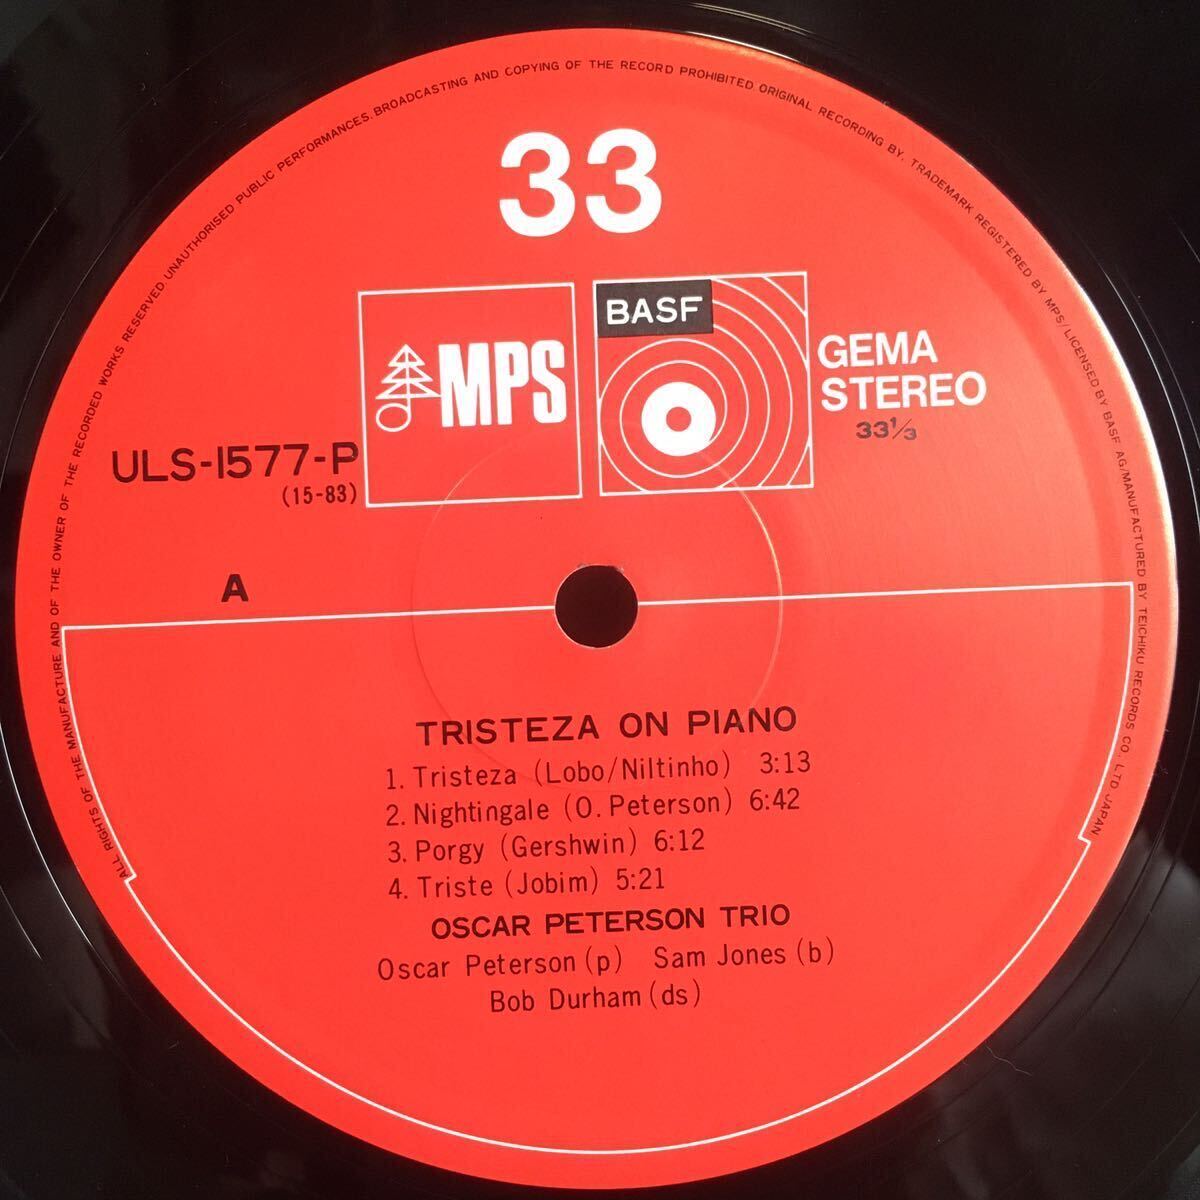 ALL RIGHTS OF THE MANUFACTURE AND OF THE OWNER OF THE RECORDED WORKS RESERVED UNAUTHORISED PUBLIC PERFORMANCES. BROADCASTING AND COPYING OF THE RECORD PROHIBITED ORIGINAL RECORDING BY. TRADEMARK REGISTERED BY MPS/LICENSED BY BASF AG/MANUFACTURED BY TEICHIKU RECORDS CO. LTD JAPAN
33
MPS
BASF
GEMA
STEREO
33 1/3
ULS-1577-P
(15-83)
A
TRISTEZA ON PIANO
1. Tristeza (Lobo/Niltinho) 3:13
2. Nightingale (O. Peterson) 6:42
3. Porgy (Gershwin) 6:12
4. Triste (Jobim) 5:21
OSCAR PETERSON TRIO
Oscar Peterson (p) Sam Jones (b)
Bob Durham (ds)